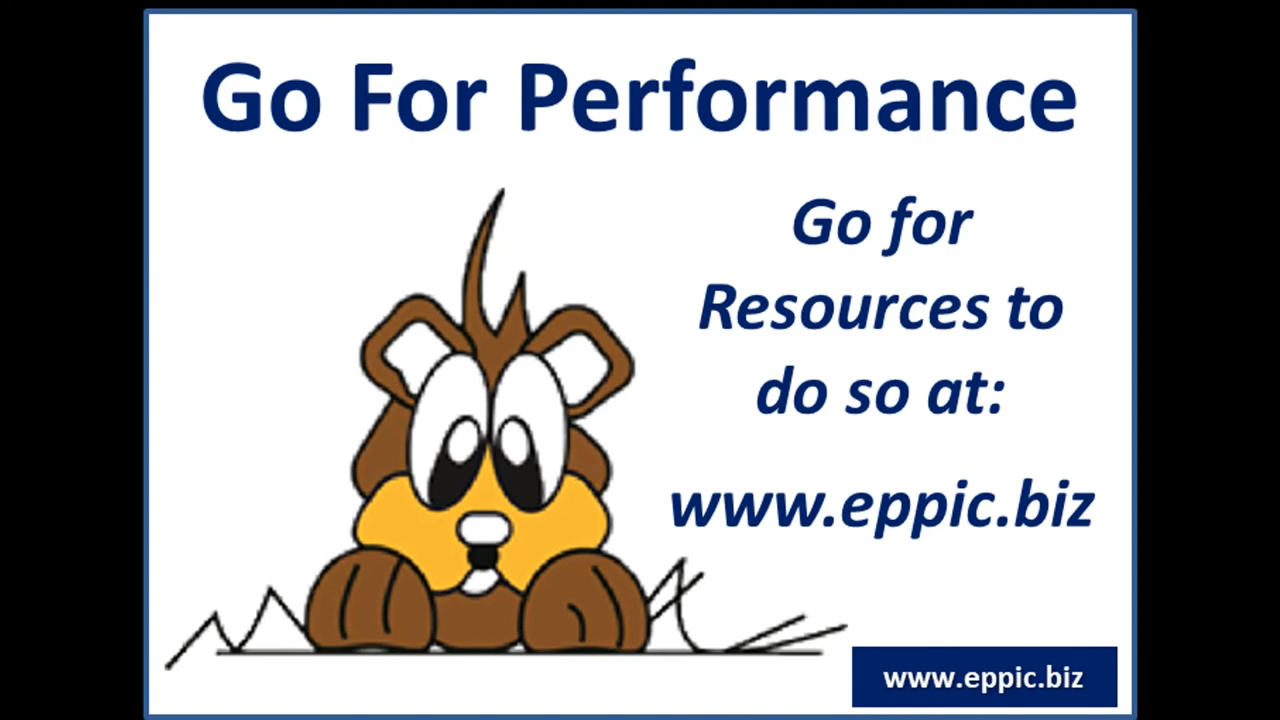 Go For Performance
Go for
Resources to
do so at:
www.eppic.biz
www.eppic.biz